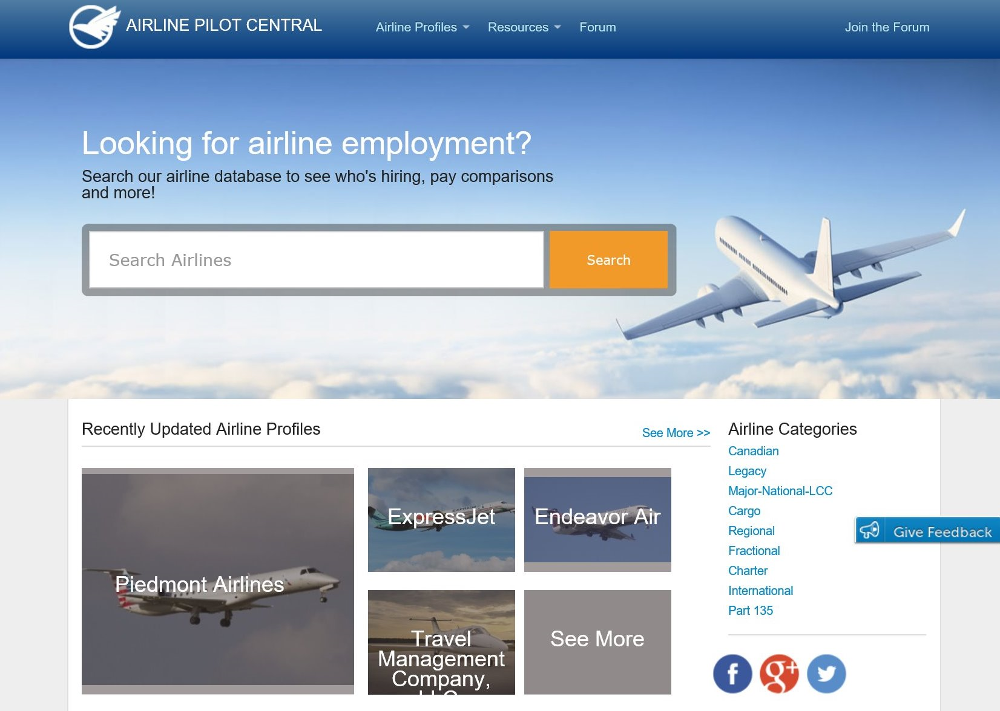 AIRLINE PILOT CENTRAL
Airline Profiles
Resources
Forum
Join the Forum
Looking for airline employment?
Search our airline database to see who's hiring, pay comparisons
and more!
Search Airlines
Search
Recently Updated Airline Profiles
See More >>
Piedmont Airlines
ExpressJet
Endeavor Air
Travel
Management
Company,
See More
Airline Categories
Canadian
Legacy
Major-National-LCC
Cargo
Regional
Fractional
Charter
International
Part 135
Give Feedback